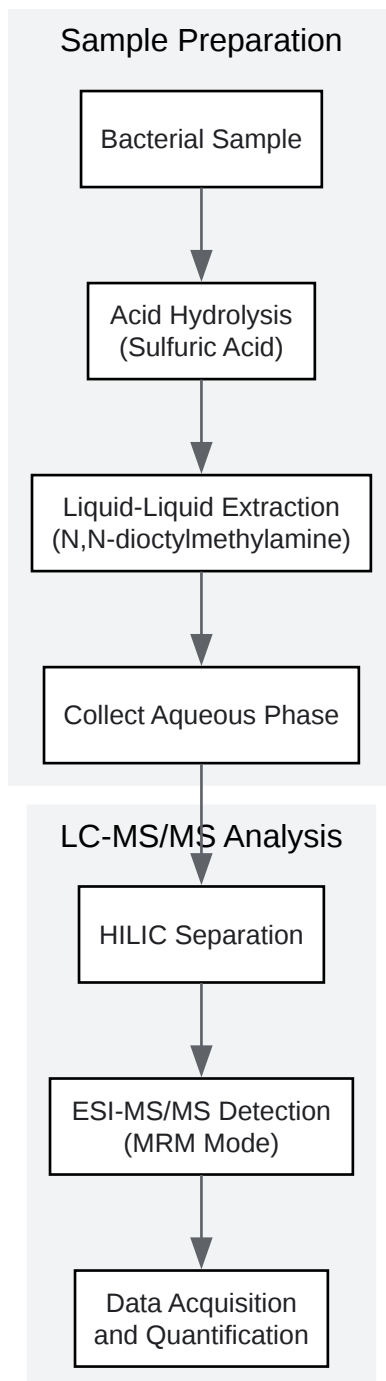 Sample Preparation
Bacterial Sample
Acid Hydrolysis
(Sulfuric Acid)
Liquid-Liquid Extraction
(N,N-dioctylmethylamine)
Collect Aqueous Phase
LC-MS/MS Analysis
HILIC Separation
ESI-MS/MS Detection
(MRM Mode)
Data Acquisition
and Quantification